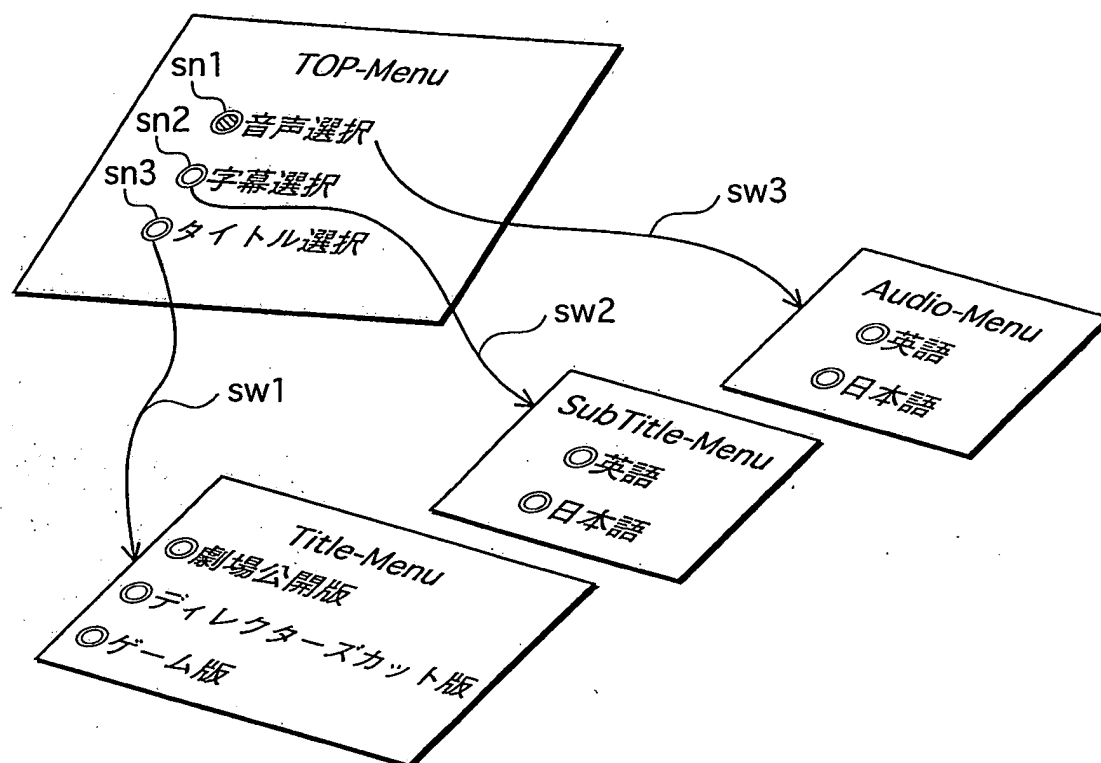 TOP-Menu
sn1
音声選択
sn2
字幕選択
sn3
タイトル選択
sw3
sw2
sw1
Audio-Menu
英語
日本語
SubTitle-Menu
英語
日本語
Title-Menu
劇場公開版
ディレクターズカット版
ゲーム版